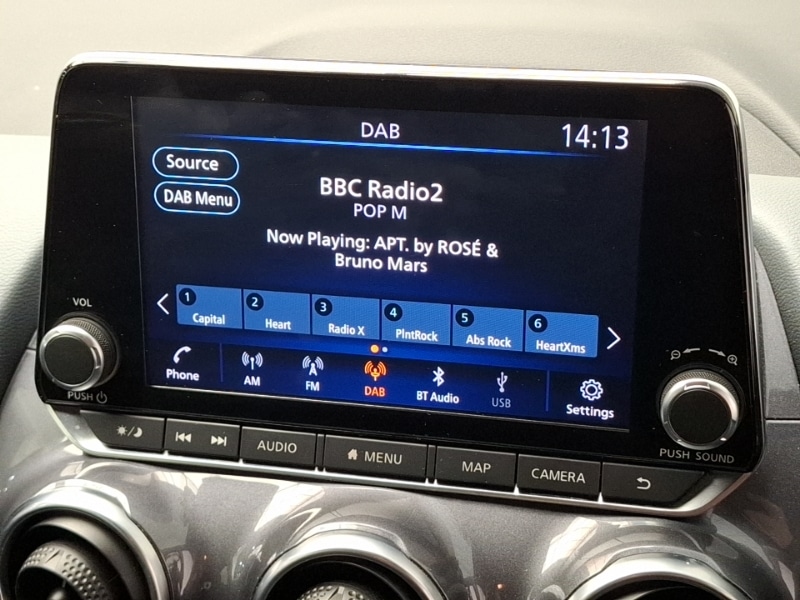 DAB
14:13
Source
DAB Menu
BBC Radio2
POP M
Now Playing: APT. by ROSÉ &
Bruno Mars
1 Capital
2 Heart
3 Radio X
4 PlntRock
5 Abs Rock
6 HeartXms
Phone
AM
FM
DAB
BT Audio
USB
Settings
VOL
PUSH
PUSH SOUND
AUDIO
MENU
MAP
CAMERA